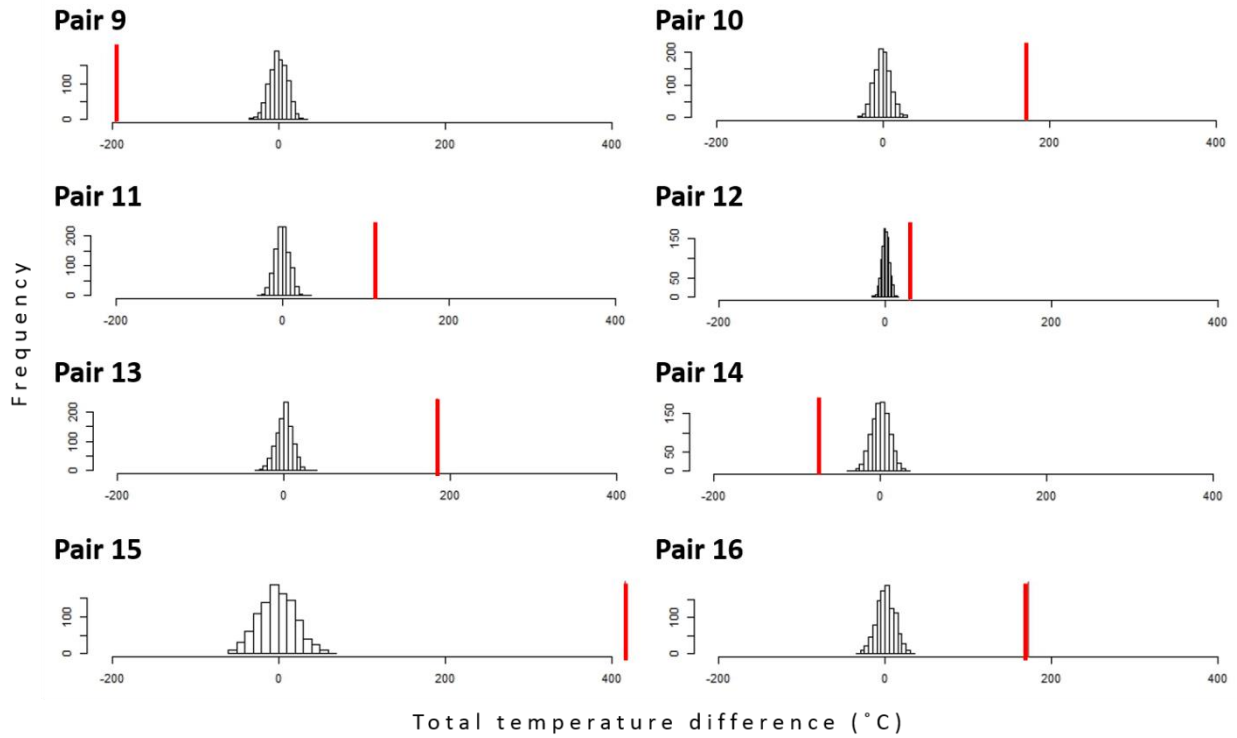 Pair 9
Pair 10
0 100
-200 0 200 400
0 50 100 200
-200 0 200 400
Pair 11
Pair 12
0 100 200
-200 0 200 400
0 50 150
-200 0 200 400
Pair 13
Pair 14
0 100 200
-200 0 200 400
0 50 150
-200 0 200 400
Pair 15
Pair 16
0 100
-200 0 200 400
0 100
-200 0 200 400
Frequency
Total temperature difference (˚C)